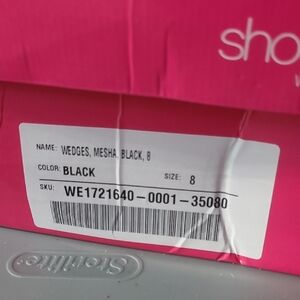 sho
NAME: WEDGES, MESHA, BLACK, 8
COLOR: BLACK SIZE: 8
SKU: WE1721640-0001-35080
Sterilite